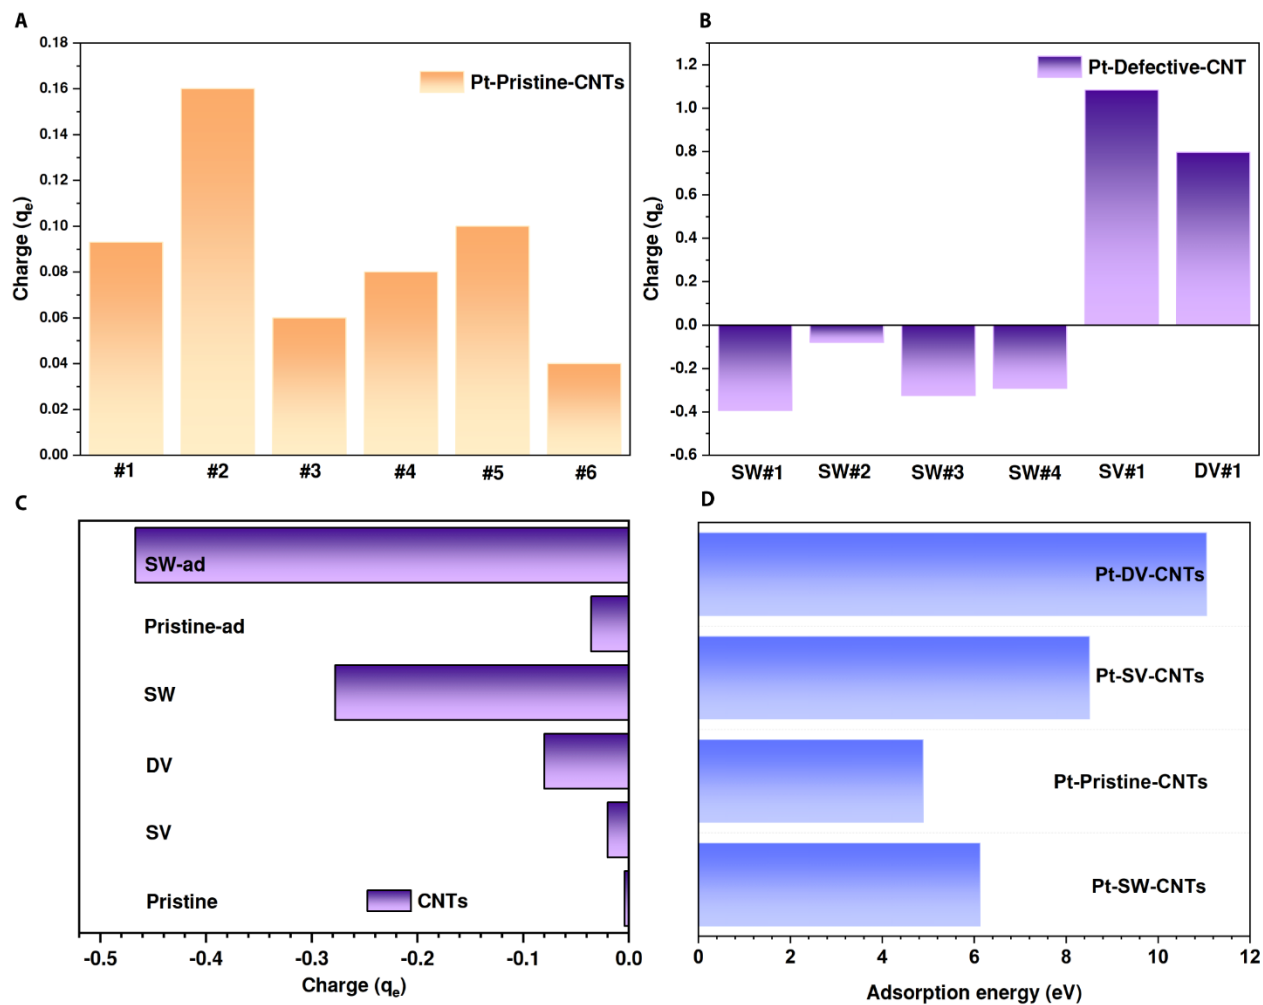 A
0.18
0.16
0.14
0.12
0.10
0.08
0.06
0.04
0.02
0.00
Charge (qe)
Pt-Pristine-CNTs
#1 #2 #3 #4 #5 #6
B
1.2
1.0
0.8
0.6
0.4
0.2
0.0
-0.2
-0.4
-0.6
Charge (qe)
Pt-Defective-CNT
SW#1 SW#2 SW#3 SW#4 SV#1 DV#1
C
SW-ad
Pristine-ad
SW
DV
SV
Pristine
CNTs
-0.5 -0.4 -0.3 -0.2 -0.1 0.0
Charge (qe)
D
Pt-DV-CNTs
Pt-SV-CNTs
Pt-Pristine-CNTs
Pt-SW-CNTs
0 2 4 6 8 10 12
Adsorption energy (eV)